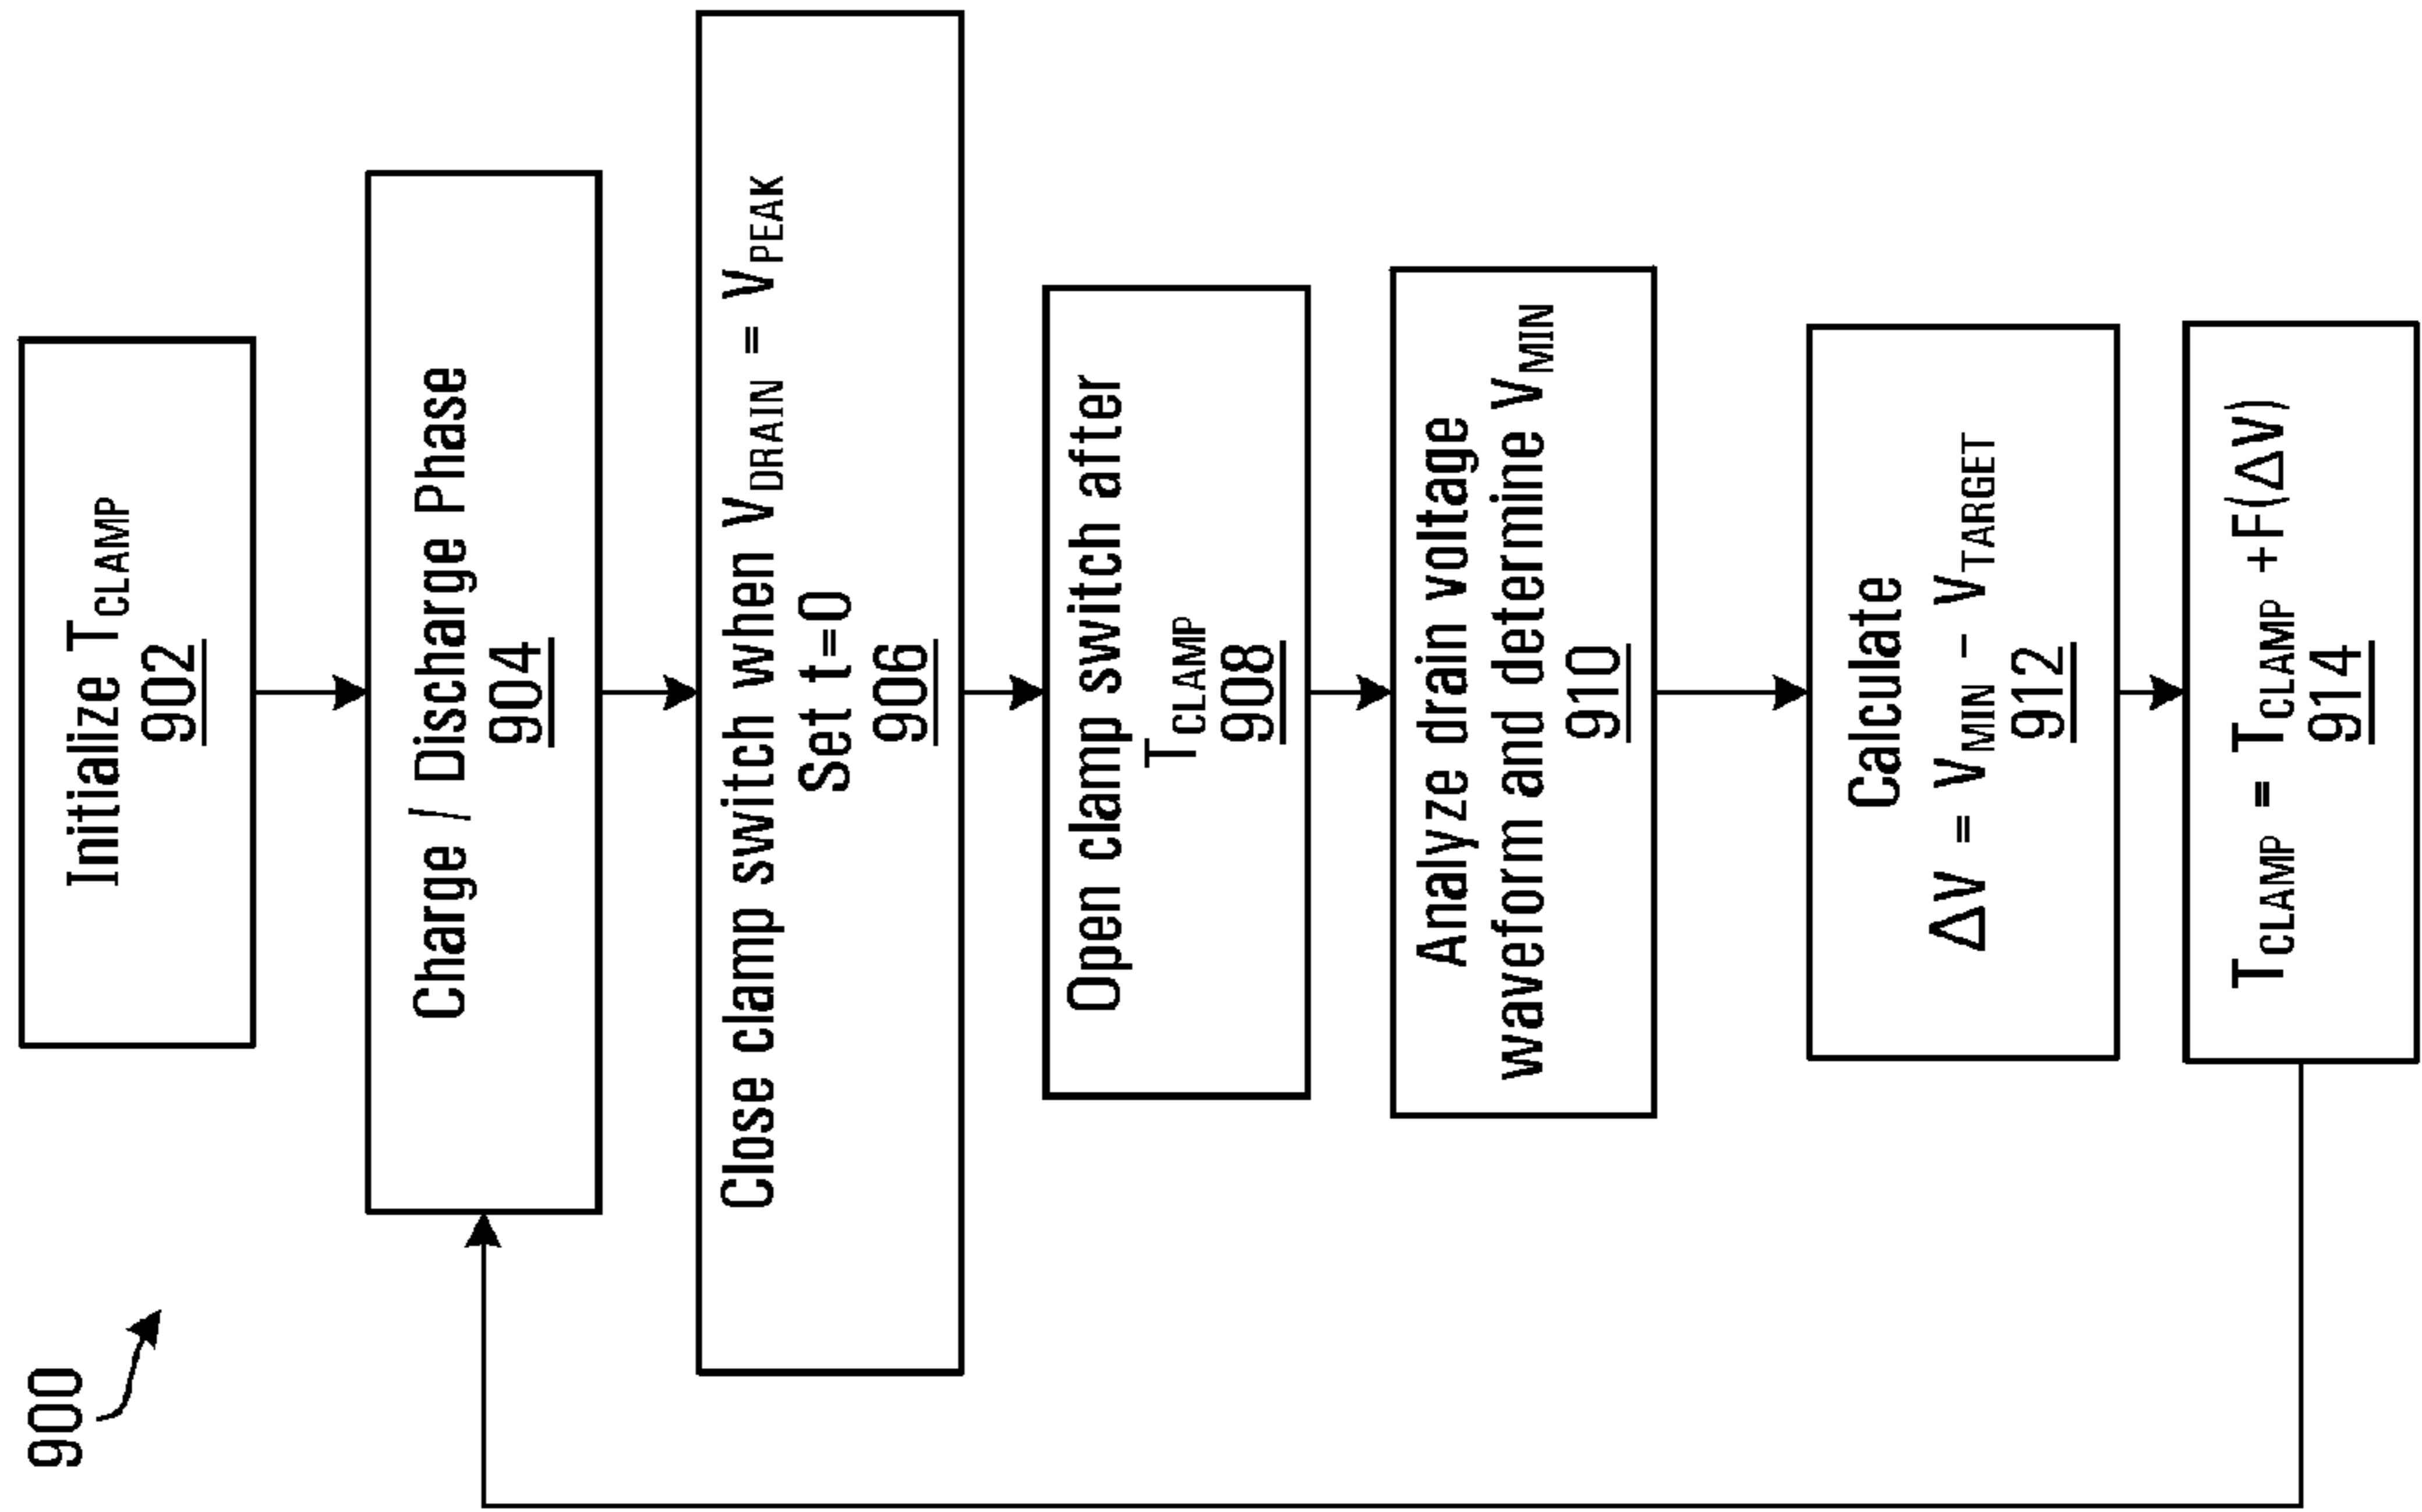 900
Initialize TCLAMP
902
Charge / Discharge Phase
904
Close clamp switch when VDRAIN = VPEAK
Set t=0
906
Open clamp switch after
TCLAMP
908
Analyze drain voltage
waveform and determine VMIN
910
Calculate
ΔV = VMIN − VTARGET
912
TCLAMP = TCLAMP +F(ΔV)
914